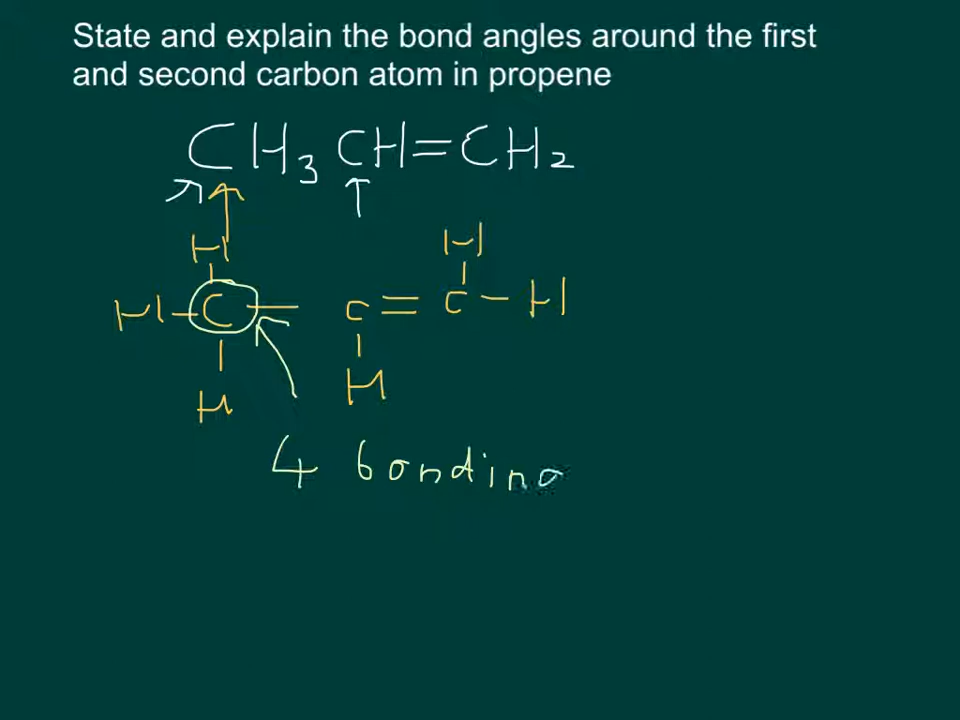 State and explain the bond angles around the first
and second carbon atom in propene
CH3 CH=CH2
H H
H-C- C=C-H
H H
4 bonding